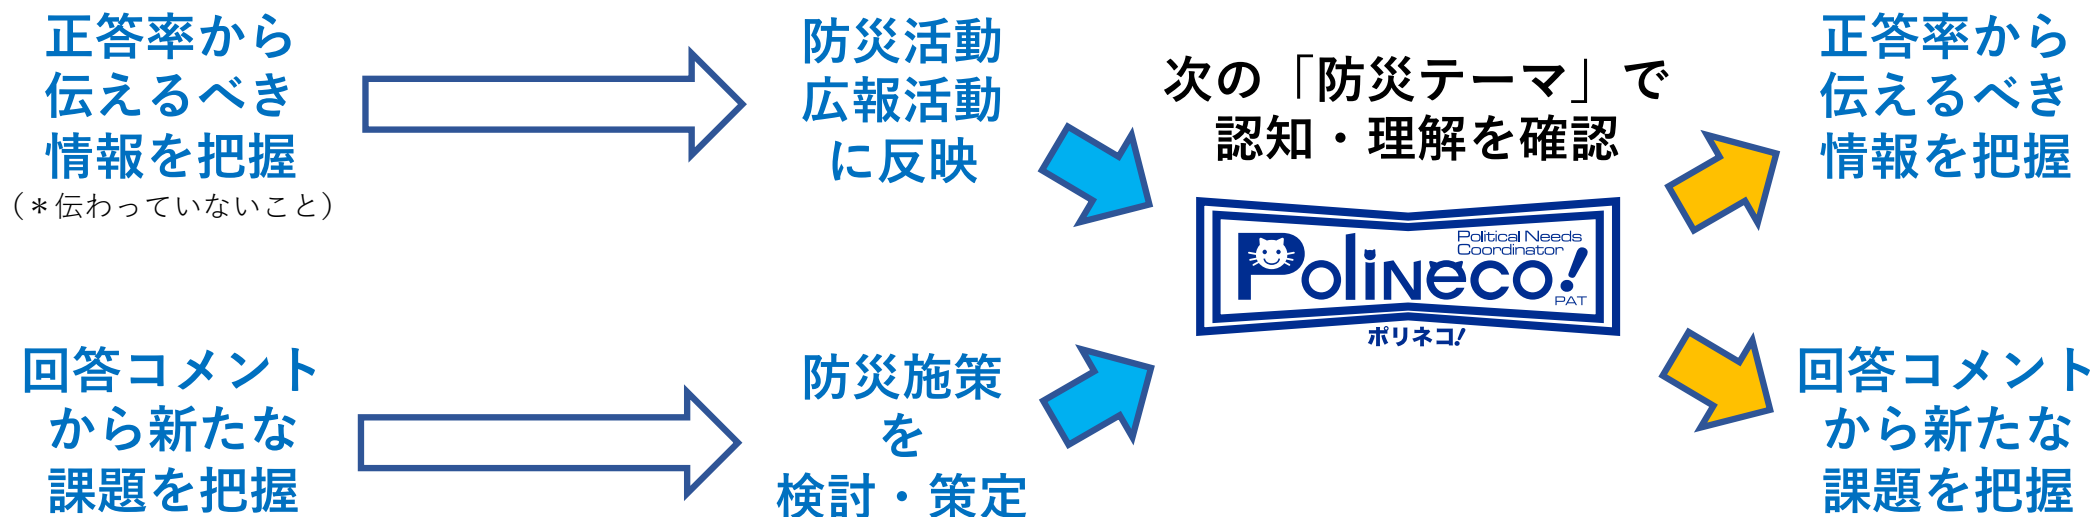 正答率から
伝えるべき
情報を把握
（＊伝わっていないこと）
防災活動
広報活動
に反映
次の「防災テーマ」で
認知・理解を確認
正答率から
伝えるべき
情報を把握
Political Needs
Coordinator
Polineco!
PAT
ポリネコ!
回答コメント
から新たな
課題を把握
防災施策
を
検討・策定
回答コメント
から新たな
課題を把握